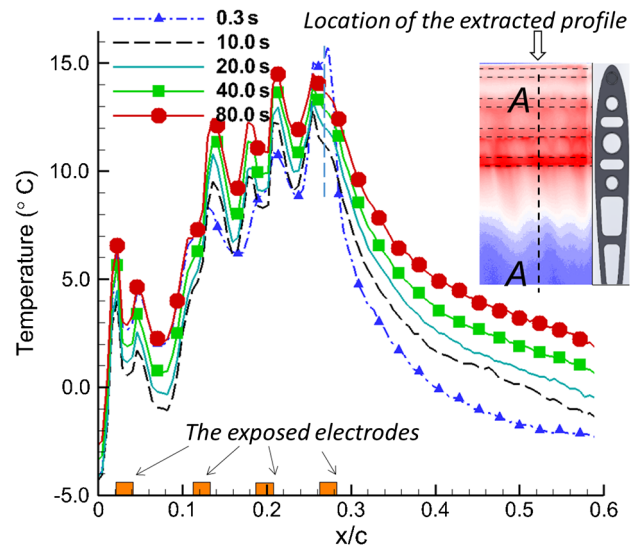 Location of the extracted profile
0.3 s
10.0 s
20.0 s
40.0 s
80.0 s
A
A
15.0
10.0
5.0
0.0
-5.0
Temperature (° C)
The exposed electrodes
0 0.1 0.2 0.3 0.4 0.5 0.6
x/c